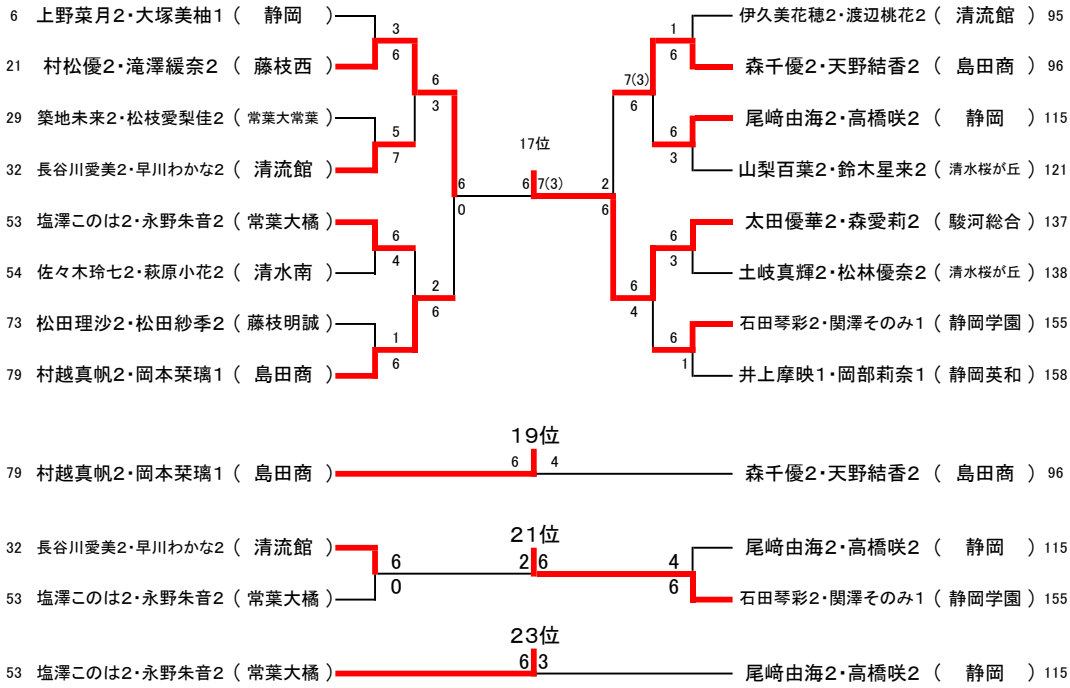 6 上野菜月2・大塚美柚1 ( 静岡 ) 伊久美花穂2・渡辺桃花2 ( 清流館 ) 95
3 1
6 6
21 村松優2・滝澤緩奈2 ( 藤枝西 ) 森千優2・天野結香2 ( 島田商 ) 96
6 7(3)
3 6
29 築地未来2・松枝愛梨佳2 ( 常葉大常葉 ) 尾﨑由海2・高橋咲2 ( 静岡 ) 115
5 6
7 3
17位
32 長谷川愛美2・早川わかな2 ( 清流館 ) 山梨百葉2・鈴木星来2 ( 清水桜が丘 ) 121
6 6 7(3) 2
0 6
53 塩澤このは2・永野朱音2 ( 常葉大橘 ) 太田優華2・森愛莉2 ( 駿河総合 ) 137
6 6
4 3
54 佐々木玲七2・萩原小花2 ( 清水南 ) 土岐真輝2・松林優奈2 ( 清水桜が丘 ) 138
2 6
6 4
73 松田理沙2・松田紗季2 ( 藤枝明誠 ) 石田琴彩2・関澤そのみ1 ( 静岡学園 ) 155
1 6
6 1
79 村越真帆2・岡本栞璃1 ( 島田商 ) 井上摩映1・岡部莉奈1 ( 静岡英和 ) 158
19位
6 4
79 村越真帆2・岡本栞璃1 ( 島田商 ) 森千優2・天野結香2 ( 島田商 ) 96
21位
32 長谷川愛美2・早川わかな2 ( 清流館 ) 尾﨑由海2・高橋咲2 ( 静岡 ) 115
6 2 6 4
0 6
53 塩澤このは2・永野朱音2 ( 常葉大橘 ) 石田琴彩2・関澤そのみ1 ( 静岡学園 ) 155
23位
6 3
53 塩澤このは2・永野朱音2 ( 常葉大橘 ) 尾﨑由海2・高橋咲2 ( 静岡 ) 115